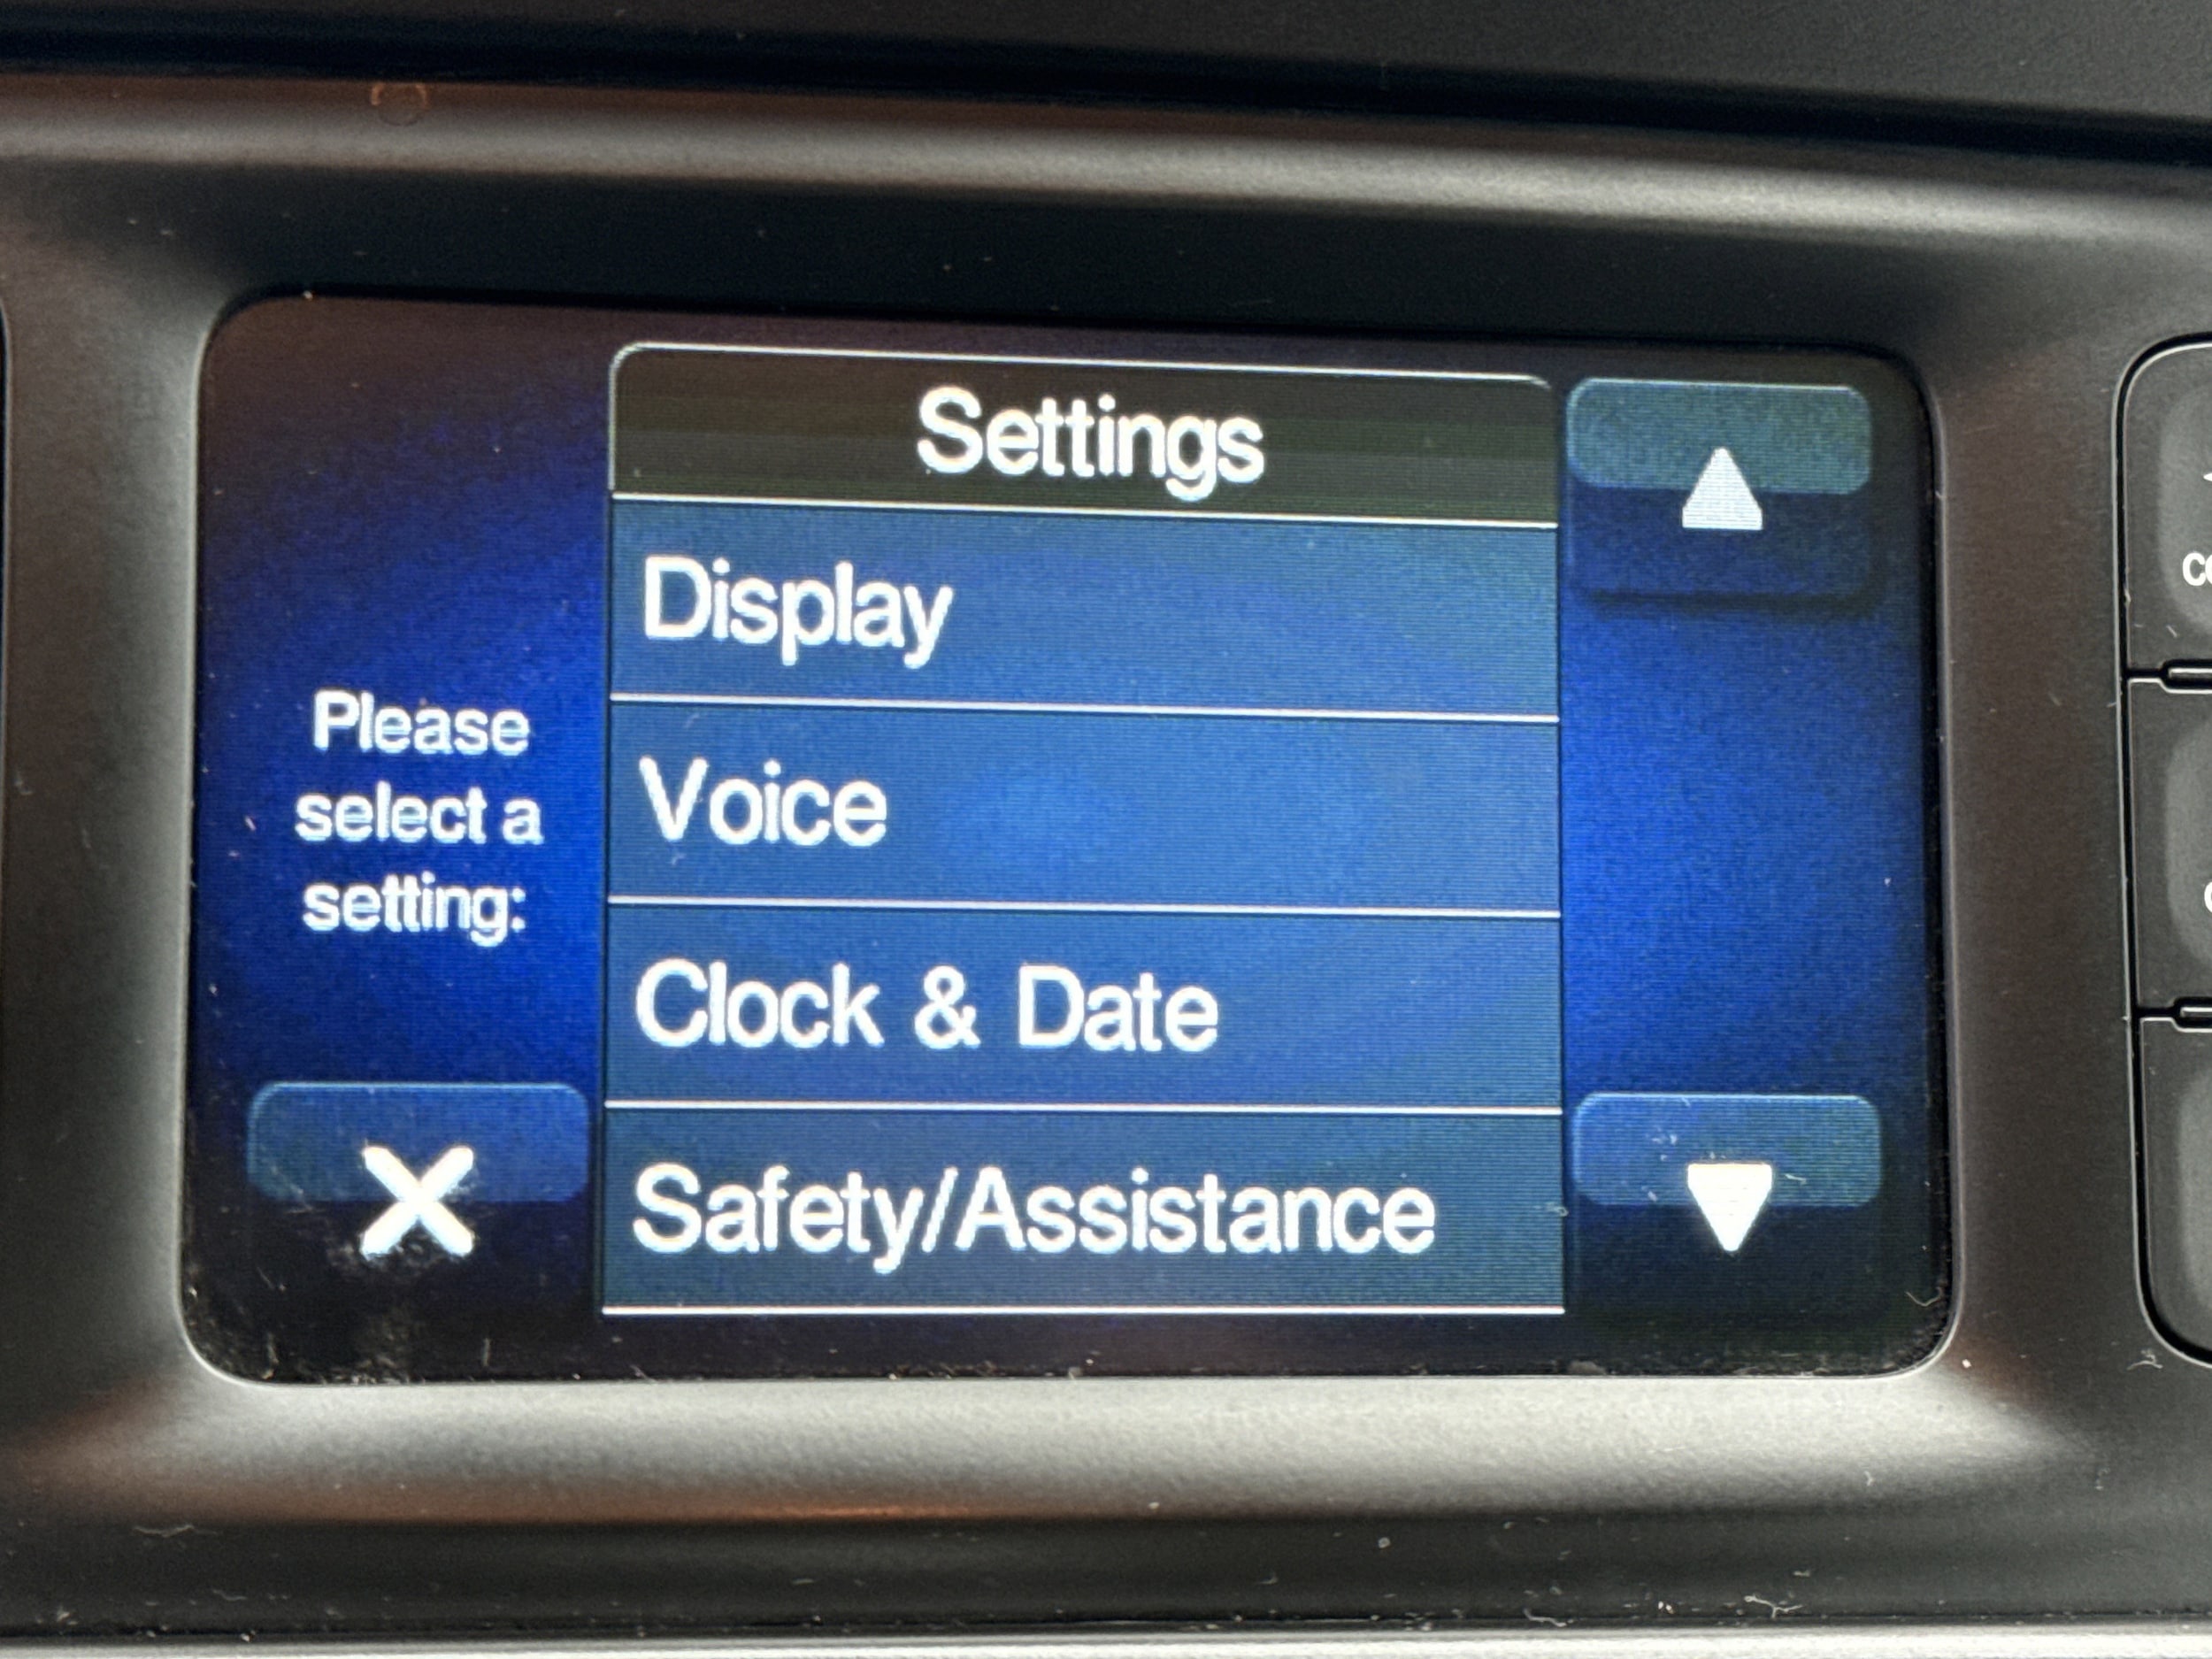 Settings
Please
select a
setting:
Display
Voice
Clock & Date
Safety/Assistance